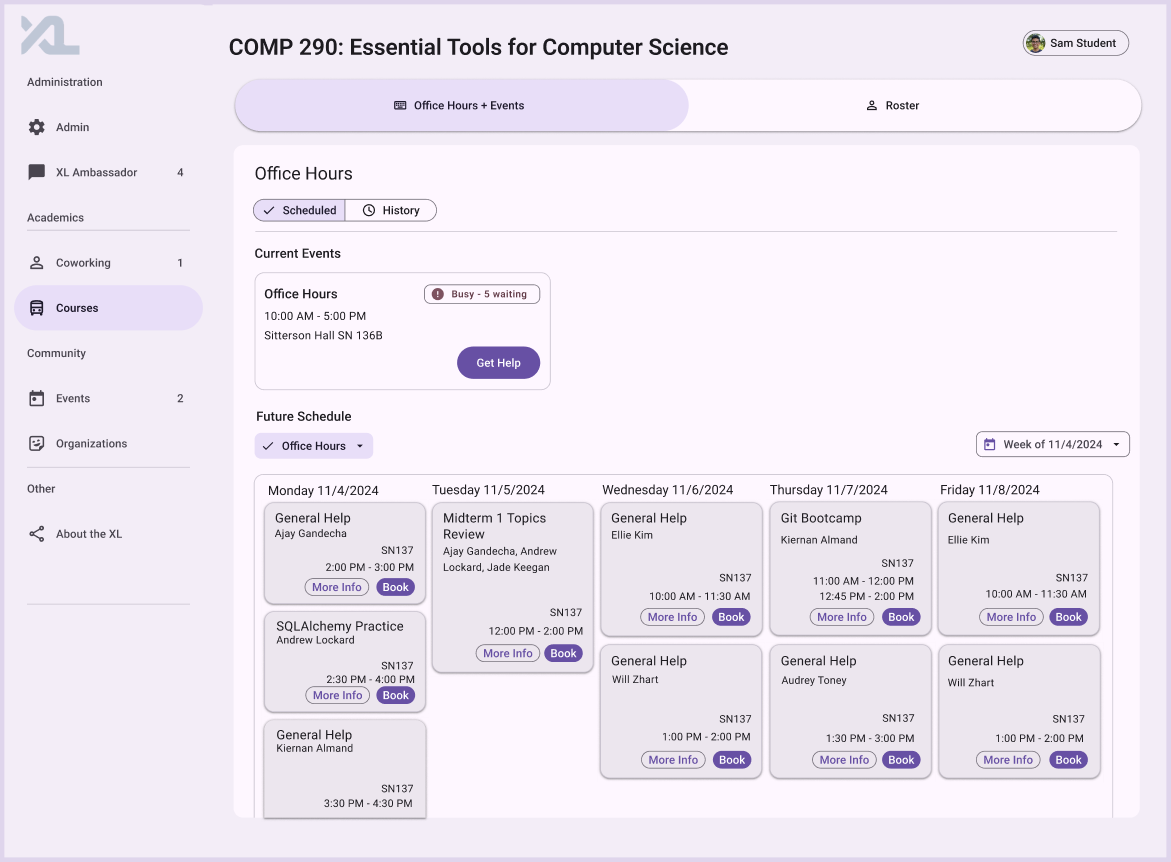 XL
COMP 290: Essential Tools for Computer Science
Sam Student
Administration
Admin
XL Ambassador 4
Academics
Coworking 1
Courses
Community
Events 2
Organizations
Other
About the XL
Office Hours + Events
Roster
Office Hours
Scheduled
History
Current Events
Office Hours
Busy - 5 waiting
10:00 AM - 5:00 PM
Sitterson Hall SN 136B
Get Help
Future Schedule
Office Hours
Week of 11/4/2024
Monday 11/4/2024
General Help
Ajay Gandecha
SN137
2:00 PM - 3:00 PM
More Info Book
SQLAlchemy Practice
Andrew Lockard
SN137
2:30 PM - 4:00 PM
More Info Book
General Help
Kiernan Almand
SN137
3:30 PM - 4:30 PM
Tuesday 11/5/2024
Midterm 1 Topics
Review
Ajay Gandecha, Andrew
Lockard, Jade Keegan
SN137
12:00 PM - 2:00 PM
More Info Book
Wednesday 11/6/2024
General Help
Ellie Kim
SN137
10:00 AM - 11:30 AM
More Info Book
General Help
Will Zhart
SN137
1:00 PM - 2:00 PM
More Info Book
Thursday 11/7/2024
Git Bootcamp
Kiernan Almand
SN137
11:00 AM - 12:00 PM
12:45 PM - 2:00 PM
More Info Book
General Help
Audrey Toney
SN137
1:30 PM - 3:00 PM
More Info Book
Friday 11/8/2024
General Help
Ellie Kim
SN137
10:00 AM - 11:30 AM
More Info Book
General Help
Will Zhart
SN137
1:00 PM - 2:00 PM
More Info Book